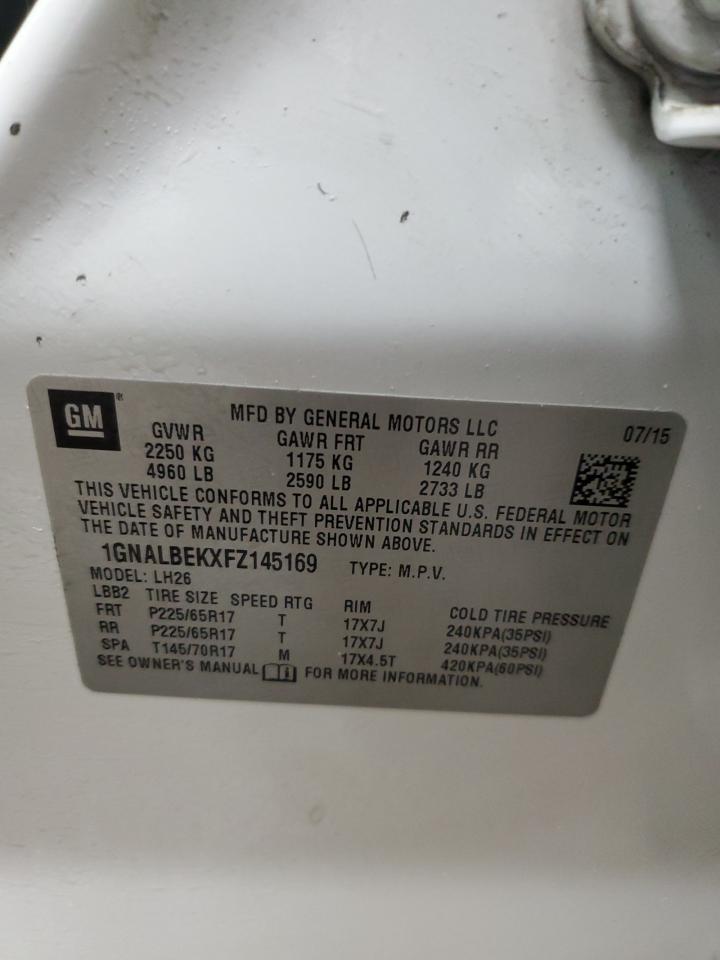 GM®
MFD BY GENERAL MOTORS LLC 07/15
GVWR GAWR FRT GAWR RR
2250 KG 1175 KG 1240 KG
4960 LB 2590 LB 2733 LB
THIS VEHICLE CONFORMS TO ALL APPLICABLE U.S. FEDERAL MOTOR
VEHICLE SAFETY AND THEFT PREVENTION STANDARDS IN EFFECT ON
THE DATE OF MANUFACTURE SHOWN ABOVE.
1GNALBEKXFZ145169 TYPE: M.P.V.
MODEL: LH26
LBB2 TIRE SIZE SPEED RTG RIM COLD TIRE PRESSURE
FRT P225/65R17 T 17X7J 240KPA(35PSI)
RR P225/65R17 T 17X7J 240KPA(35PSI)
SPA T145/70R17 M 17X4.5T 420KPA(60PSI)
SEE OWNER'S MANUAL FOR MORE INFORMATION.